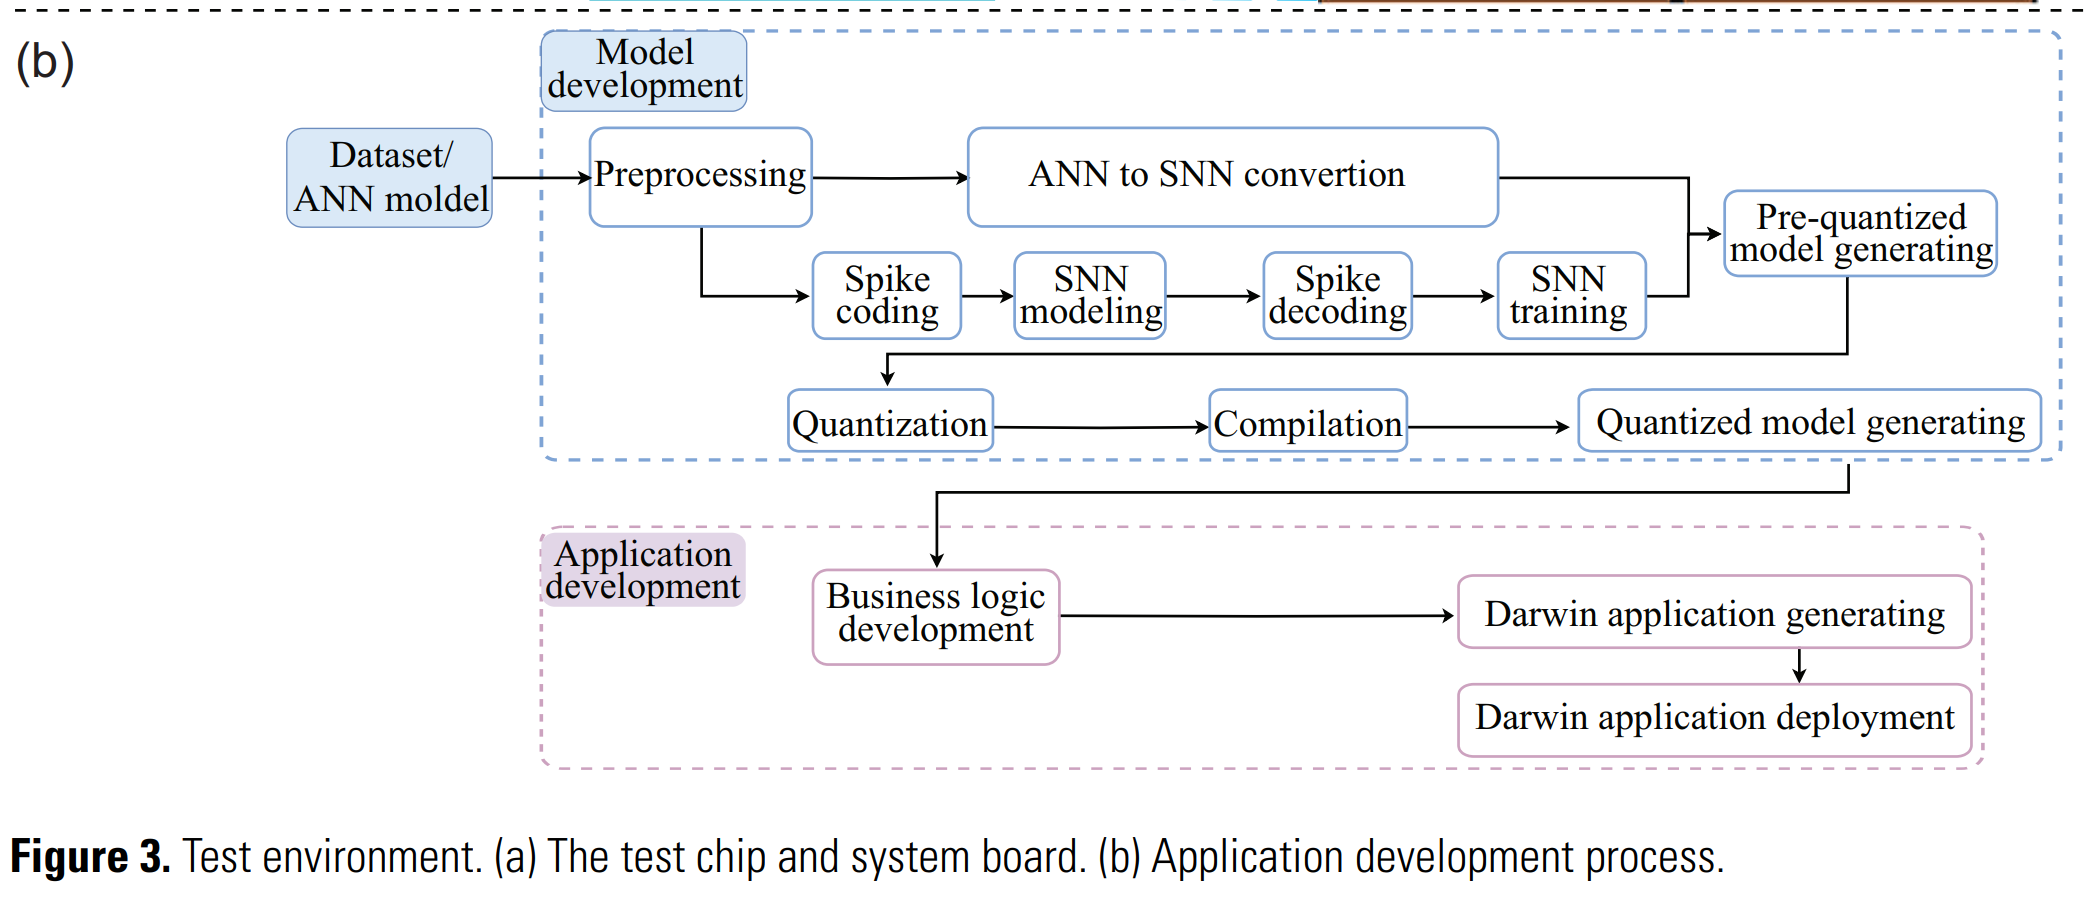 (b)
Model
development
Dataset/
ANN moldel
Preprocessing
ANN to SNN convertion
Pre-quantized
model generating
Spike
coding
SNN
modeling
Spike
decoding
SNN
training
Quantization
Compilation
Quantized model generating
Application
development
Business logic
development
Darwin application generating
Darwin application deployment
Figure 3. Test environment. (a) The test chip and system board. (b) Application development process.